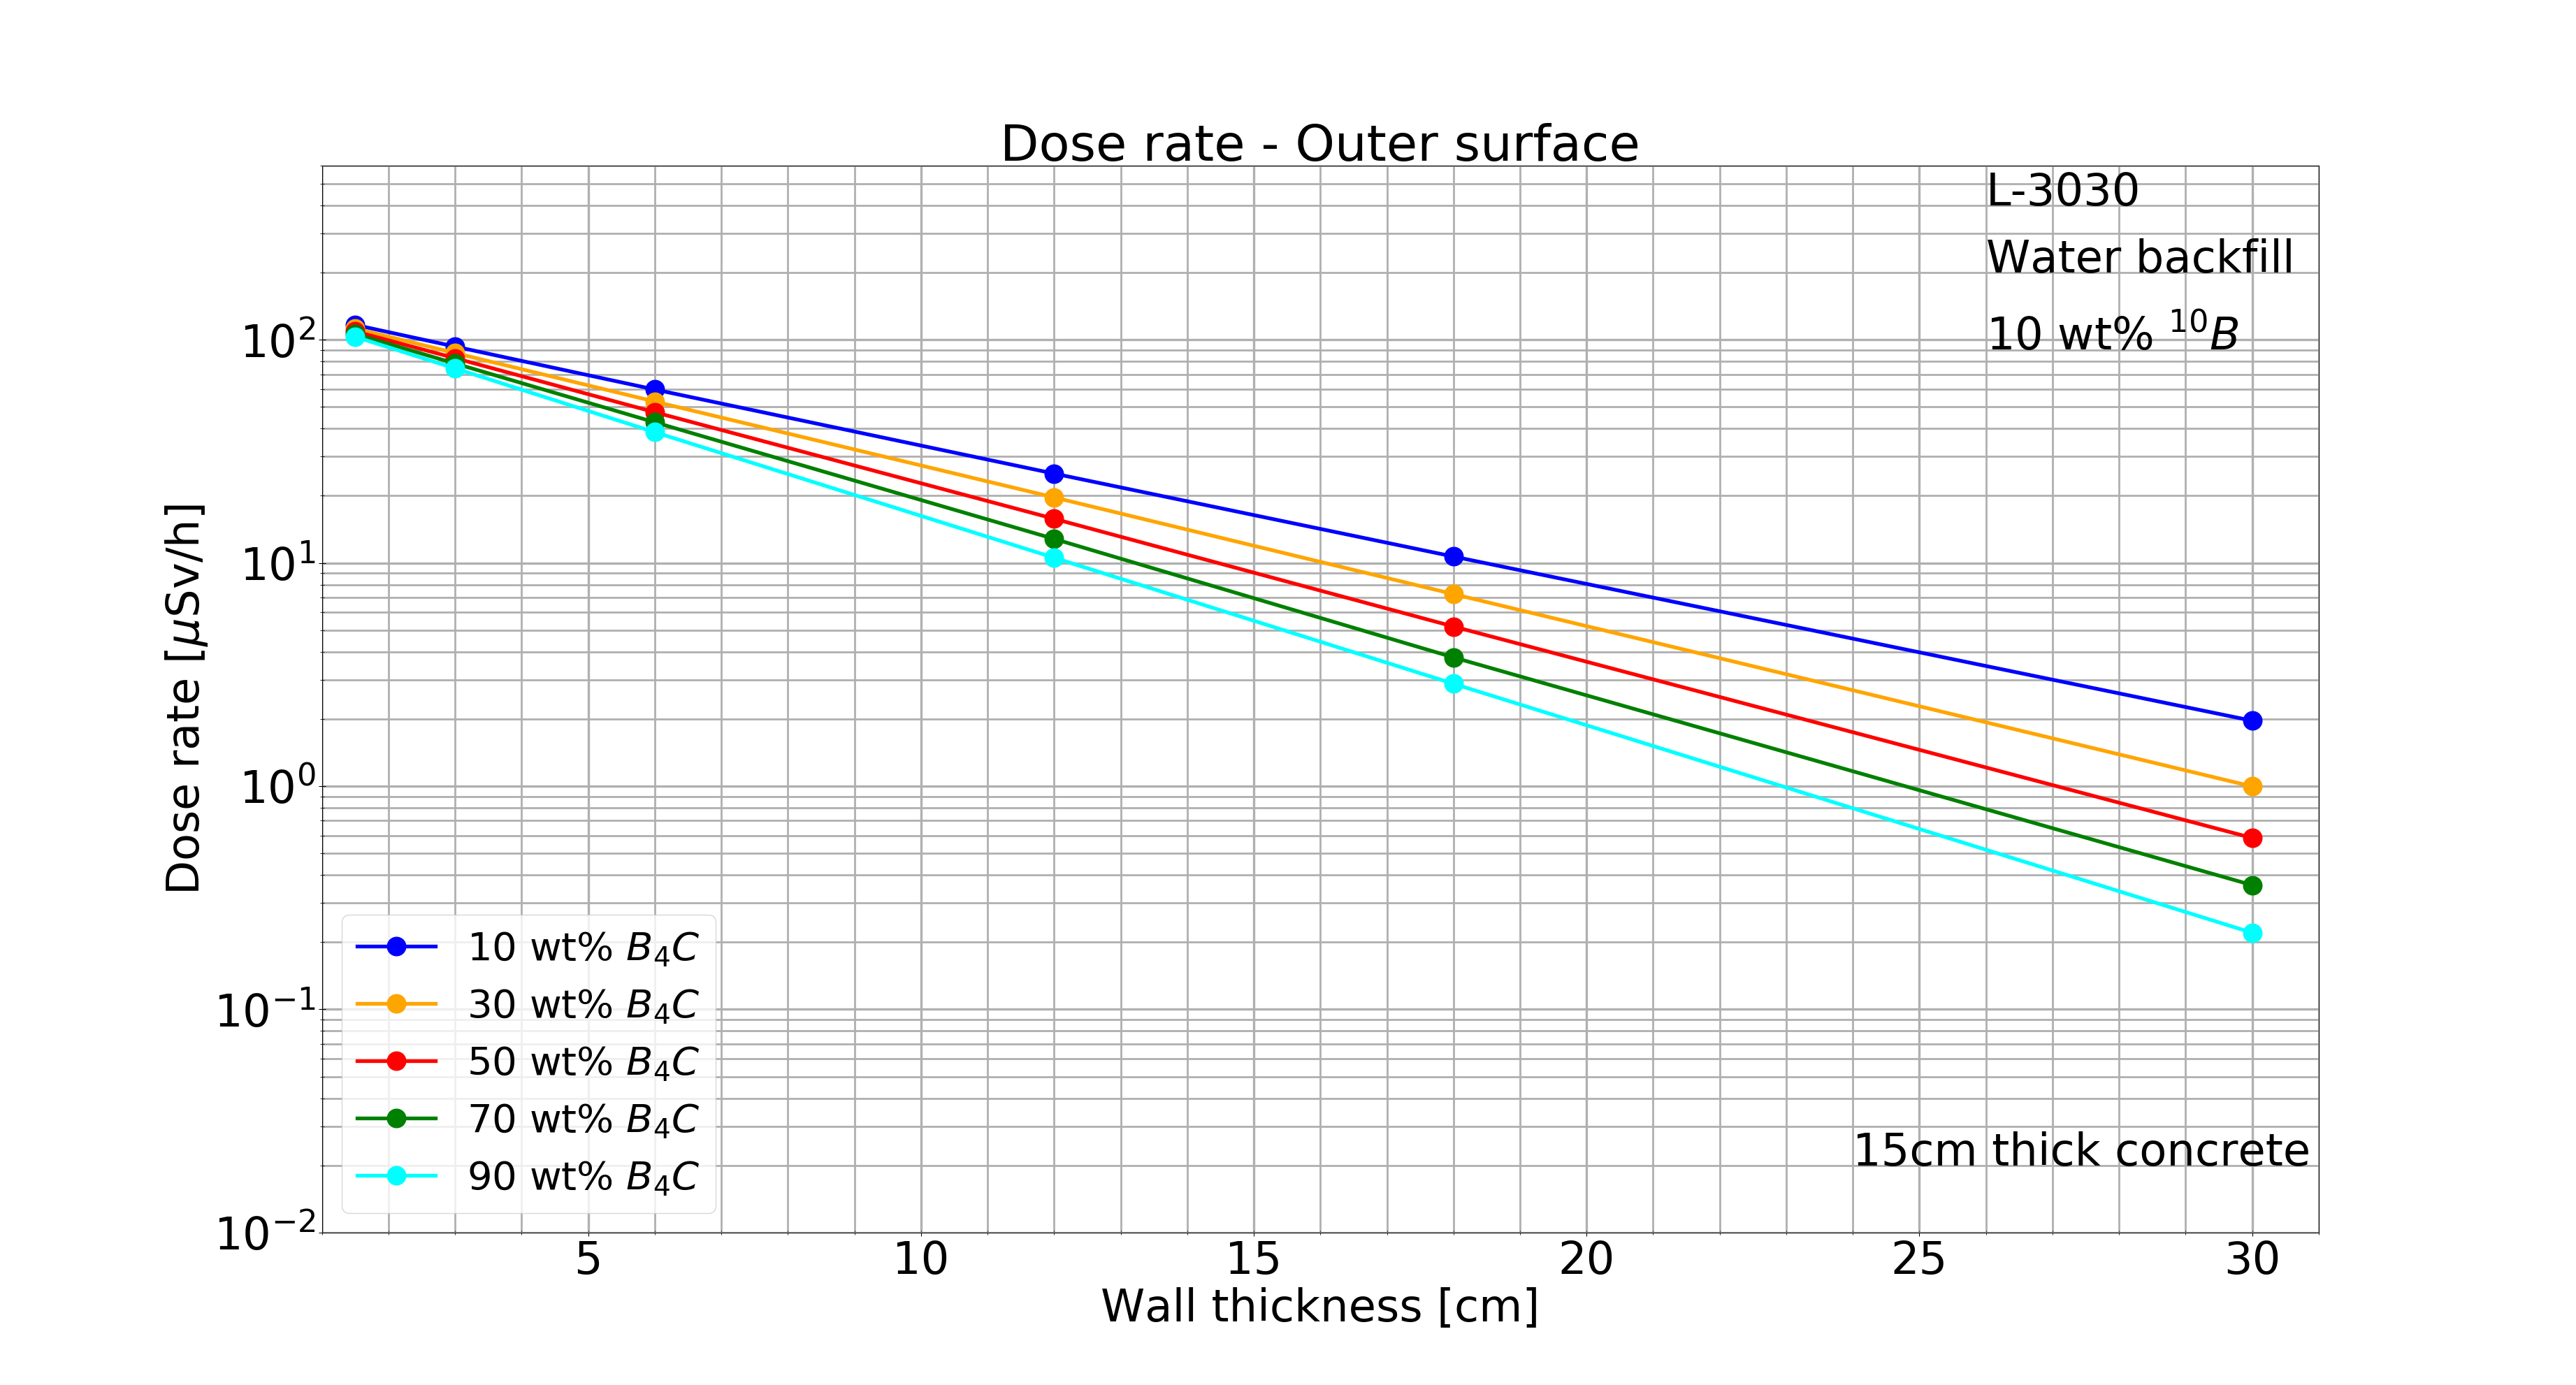 Dose rate - Outer surface
L-3030
Water backfill
10 wt% ¹⁰B
Dose rate [μSv/h]
10²
10¹
10⁰
10⁻¹
10⁻²
10 wt% B₄C
30 wt% B₄C
50 wt% B₄C
70 wt% B₄C
90 wt% B₄C
15cm thick concrete
5 10 15 20 25 30
Wall thickness [cm]